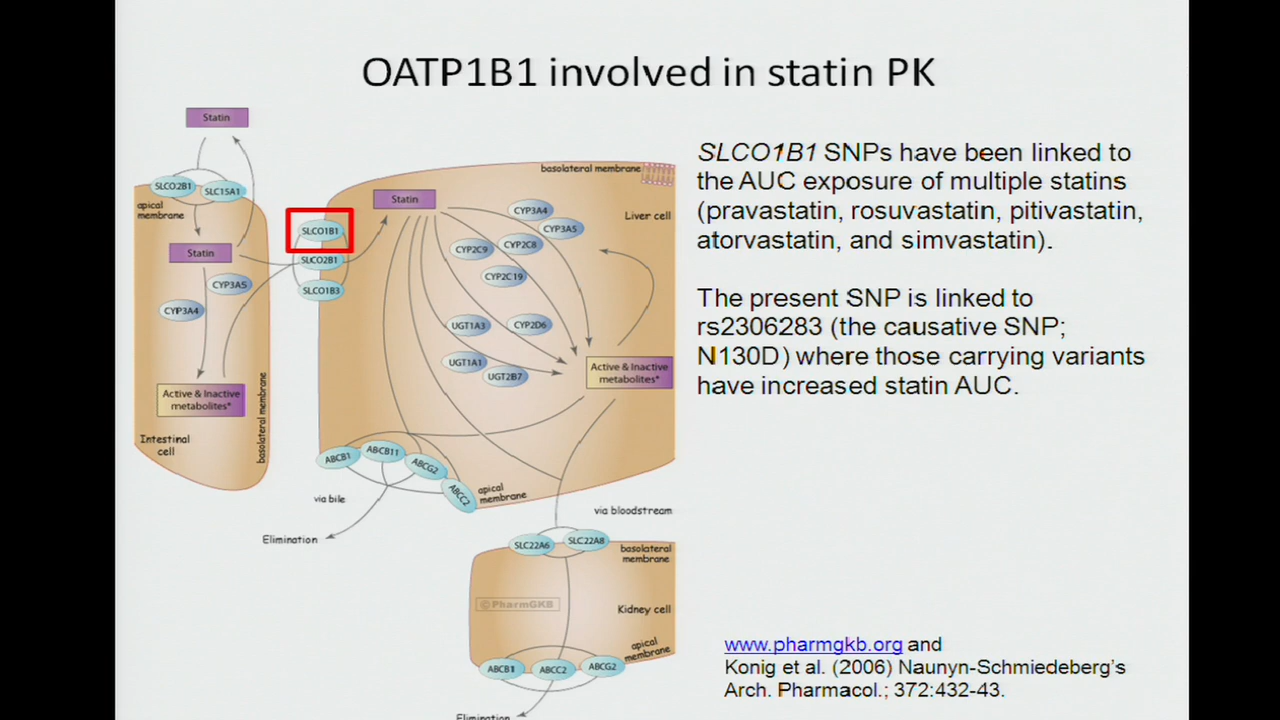 OATP1B1 involved in statin PK
Statin
SLCO2B1
SLC15A1
apical
membrane
Statin
CYP3A5
CYP3A4
Active & Inactive
metabolites*
Intestinal
cell
basolateral membrane
SLCO1B1
SLCO2B1
SLCO1B3
Statin
basolateral membrane
Liver cell
CYP3A4
CYP3A5
CYP2C9
CYP2C8
CYP2C19
UGT1A3
CYP2D6
UGT1A1
UGT2B7
Active & Inactive
metabolites*
ABCB1
ABCB11
ABCG2
ABCC2
apical
membrane
via bile
Elimination
via bloodstream
SLC22A6
SLC22A8
basolateral
membrane
©PharmGKB
Kidney cell
apical
membrane
ABCB1
ABCC2
ABCG2
Elimination
SLCO1B1 SNPs have been linked to
the AUC exposure of multiple statins
(pravastatin, rosuvastatin, pitivastatin,
atorvastatin, and simvastatin).
The present SNP is linked to
rs2306283 (the causative SNP;
N130D) where those carrying variants
have increased statin AUC.
www.pharmgkb.org and
Konig et al. (2006) Naunyn-Schmiedeberg's
Arch. Pharmacol.; 372:432-43.